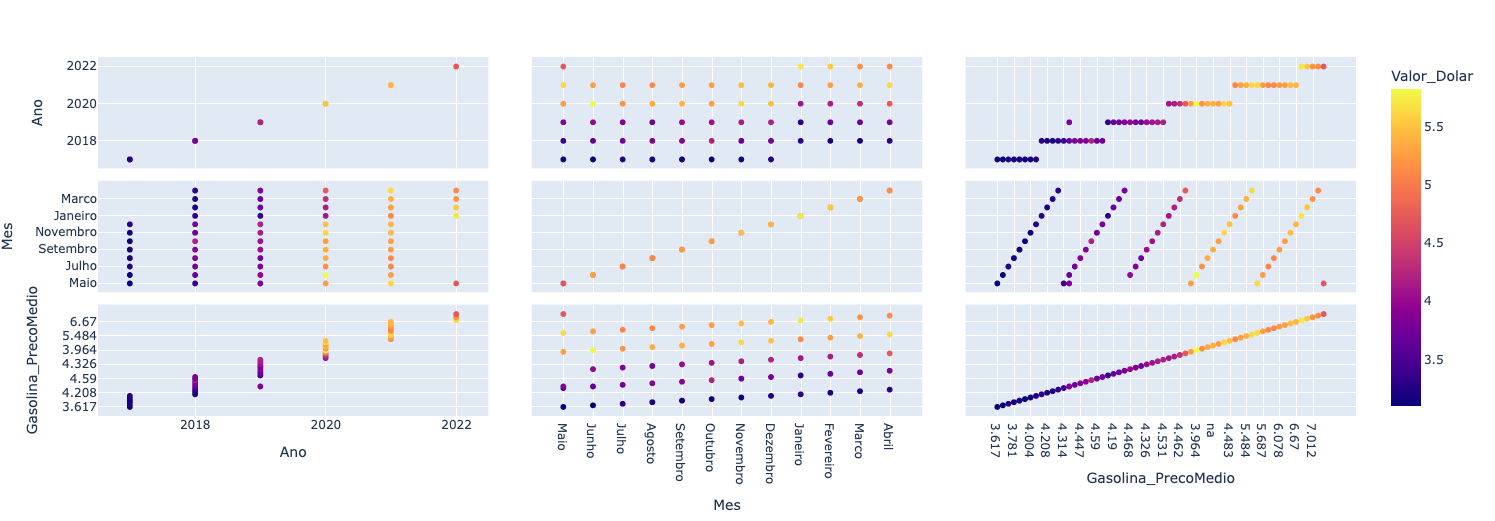 Valor_Dolar
Ano
2022
2020
2018
5.5
5
4.5
4
3.5
Mes
Marco
Janeiro
Novembro
Setembro
Julho
Maio
Gasolina_PrecoMedio
6.67
5.484
3.964
4.326
4.59
4.208
3.617
2018
2020
2022
Ano
Maio
Junho
Julho
Agosto
Setembro
Outubro
Novembro
Dezembro
Janeiro
Fevereiro
Marco
Abril
Mes
3.617
3.781
4.004
4.208
4.314
4.447
4.59
4.19
4.468
4.326
4.531
4.462
3.964
na
4.483
5.484
5.687
6.078
6.67
7.012
Gasolina_PrecoMedio